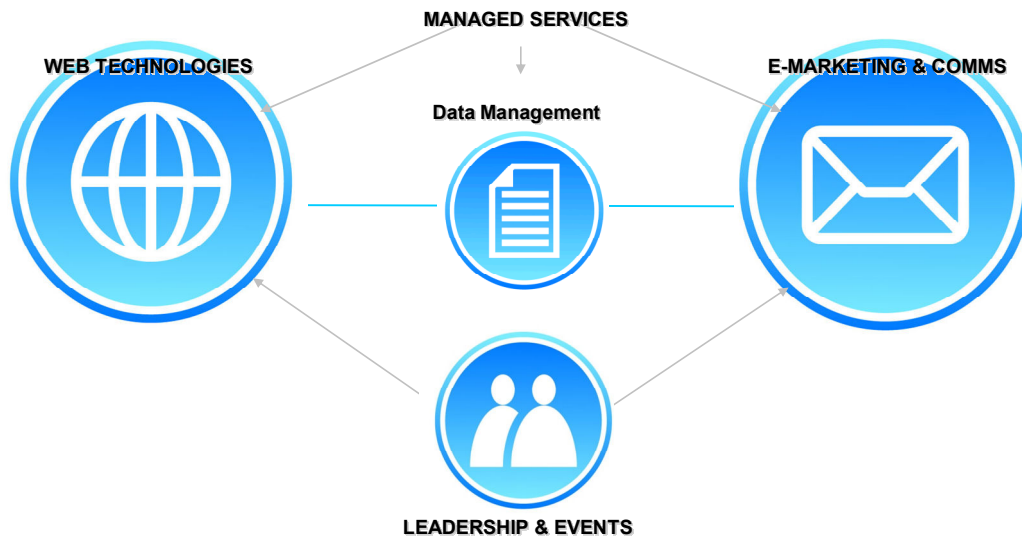 MANAGED SERVICES
WEB TECHNOLOGIES
E-MARKETING & COMMS
Data Management
LEADERSHIP & EVENTS